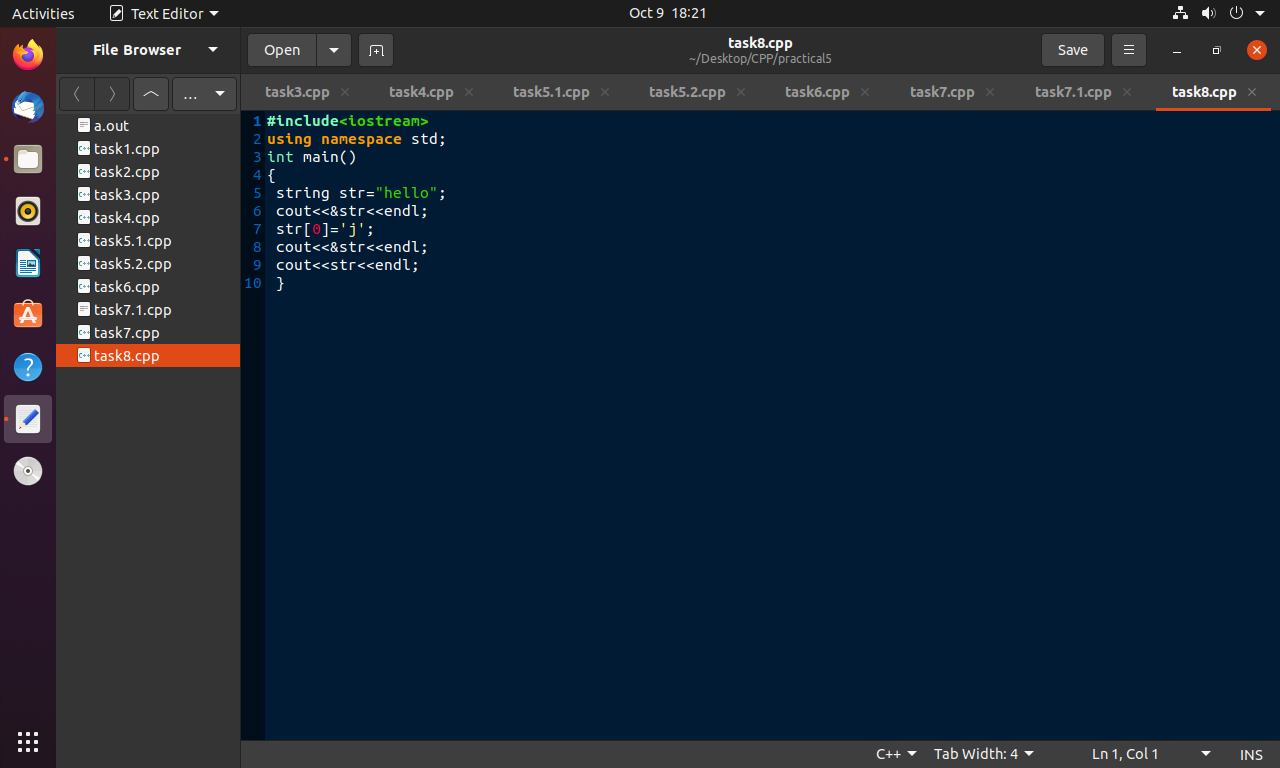 Activities Text Editor Oct 9 18:21
File Browser Open task8.cpp Save
~/Desktop/CPP/practical5
... task3.cpp task4.cpp task5.1.cpp task5.2.cpp task6.cpp task7.cpp task7.1.cpp task8.cpp
a.out
task1.cpp
task2.cpp
task3.cpp
task4.cpp
task5.1.cpp
task5.2.cpp
task6.cpp
task7.1.cpp
task7.cpp
task8.cpp
1 #include<iostream>
2 using namespace std;
3 int main()
4 {
5  string str="hello";
6  cout<<&str<<endl;
7  str[0]='j';
8  cout<<&str<<endl;
9  cout<<str<<endl;
10  }
C++ Tab Width: 4 Ln 1, Col 1 INS